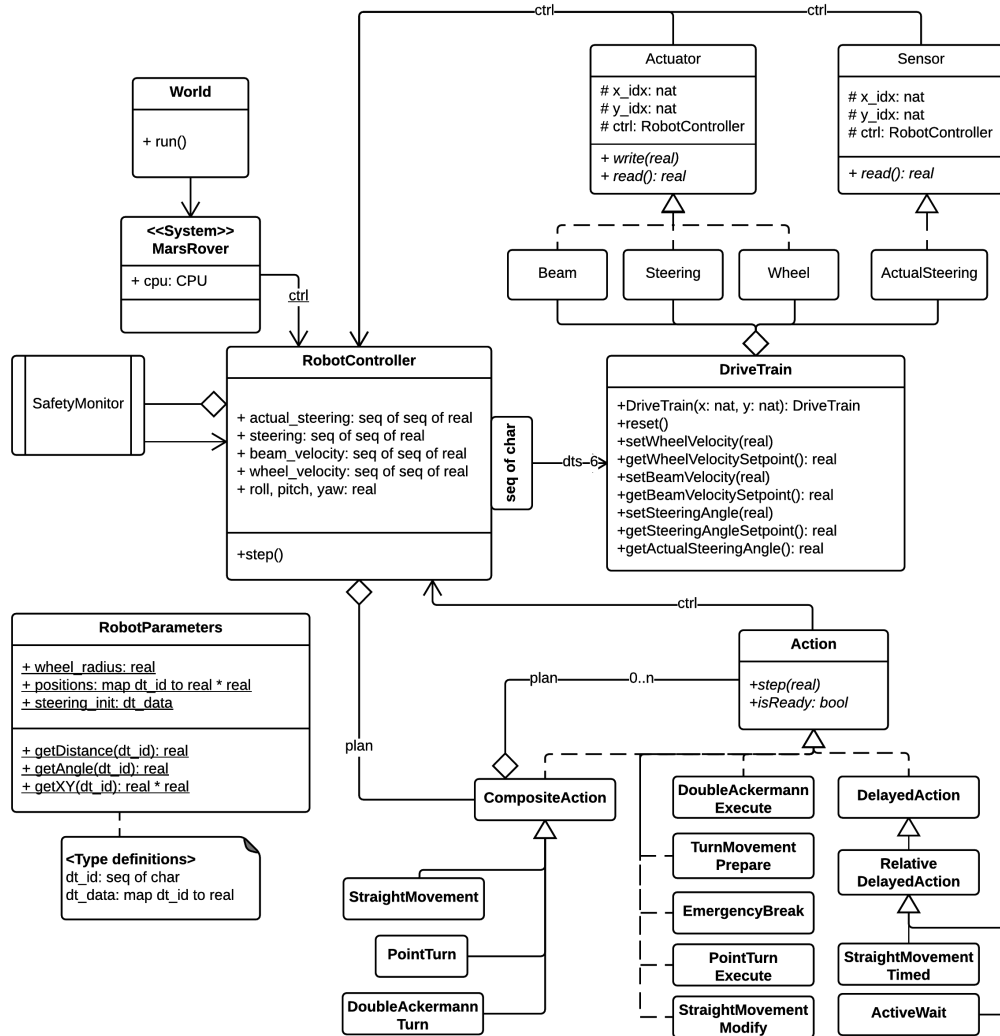 ctrl
ctrl
Actuator
# x_idx: nat
# y_idx: nat
# ctrl: RobotController
+ write(real)
+ read(): real
Sensor
# x_idx: nat
# y_idx: nat
# ctrl: RobotController
+ read(): real
World
+ run()
<<System>>
MarsRover
+ cpu: CPU
ctrl
Beam
Steering
Wheel
ActualSteering
SafetyMonitor
RobotController
+ actual_steering: seq of seq of real
+ steering: seq of seq of real
+ beam_velocity: seq of seq of real
+ wheel_velocity: seq of seq of real
+ roll, pitch, yaw: real
+step()
seq of char
dts-6
DriveTrain
+DriveTrain(x: nat, y: nat): DriveTrain
+reset()
+setWheelVelocity(real)
+getWheelVelocitySetpoint(): real
+setBeamVelocity(real)
+getBeamVelocitySetpoint(): real
+setSteeringAngle(real)
+getSteeringAngleSetpoint(): real
+getActualSteeringAngle(): real
RobotParameters
+ wheel_radius: real
+ positions: map dt_id to real * real
+ steering_init: dt_data
+ getDistance(dt_id): real
+ getAngle(dt_id): real
+ getXY(dt_id): real * real
<Type definitions>
dt_id: seq of char
dt_data: map dt_id to real
ctrl
Action
+step(real)
+isReady: bool
plan
0..n
plan
CompositeAction
StraightMovement
PointTurn
DoubleAckermann
Turn
DoubleAckermann
Execute
TurnMovement
Prepare
EmergencyBreak
PointTurn
Execute
StraightMovement
Modify
DelayedAction
Relative
DelayedAction
StraightMovement
Timed
ActiveWait